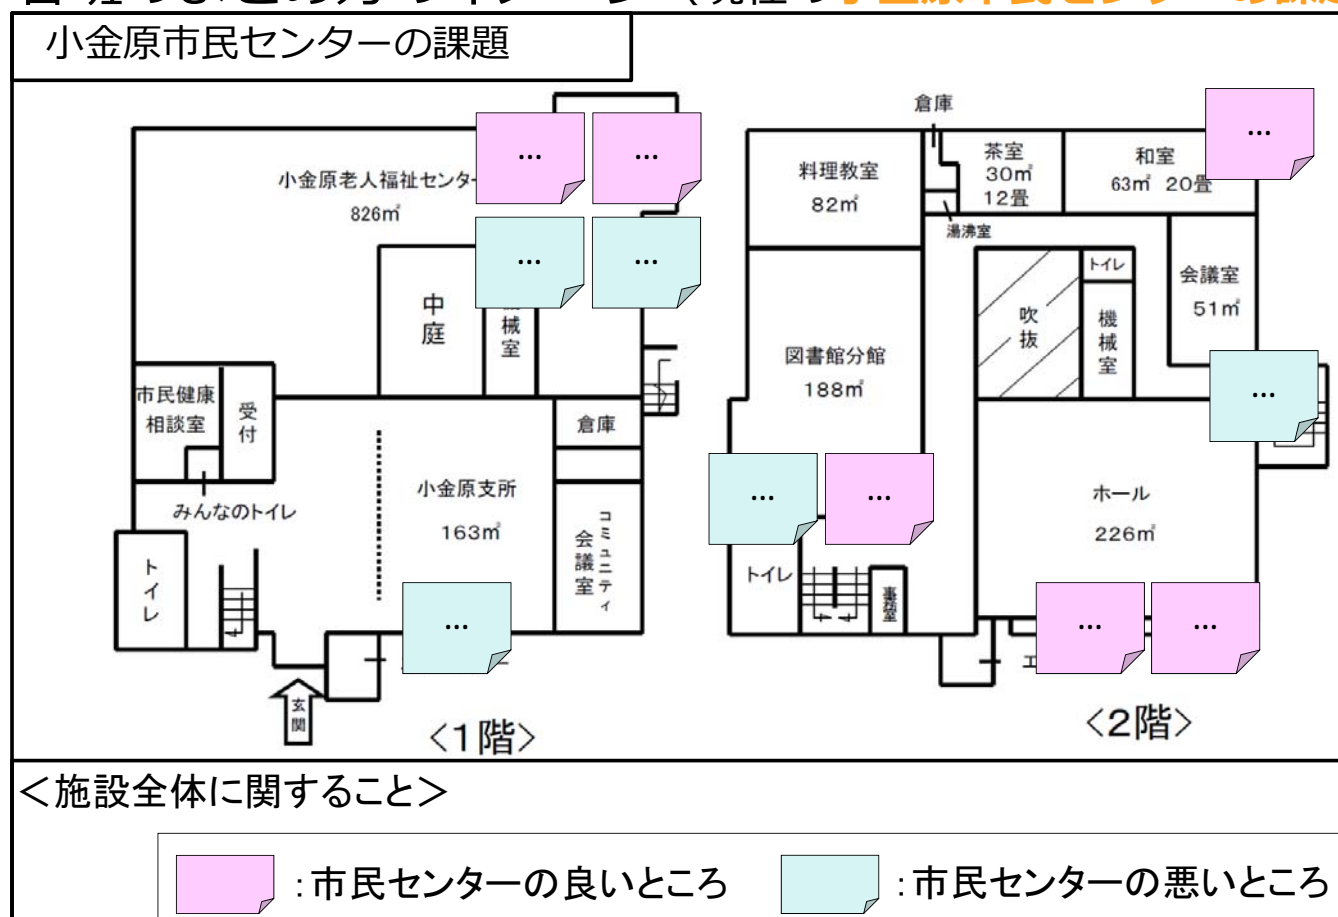 小金原市民センターの課題
小金原老人福祉センター
826㎡
中庭
機械室
市民健康
相談室
受付
みんなのトイレ
トイレ
小金原支所
163㎡
倉庫
コミュニティ
会議室
玄関
<1階>
...
...
...
...
...
倉庫
料理教室
82㎡
茶室
30㎡
12畳
和室
63㎡ 20畳
湯沸室
図書館分館
188㎡
吹抜
トイレ
機械室
会議室
51㎡
ホール
226㎡
トイレ
事務室
<2階>
...
...
...
...
...
...
<施設全体に関すること>
:市民センターの良いところ
:市民センターの悪いところ